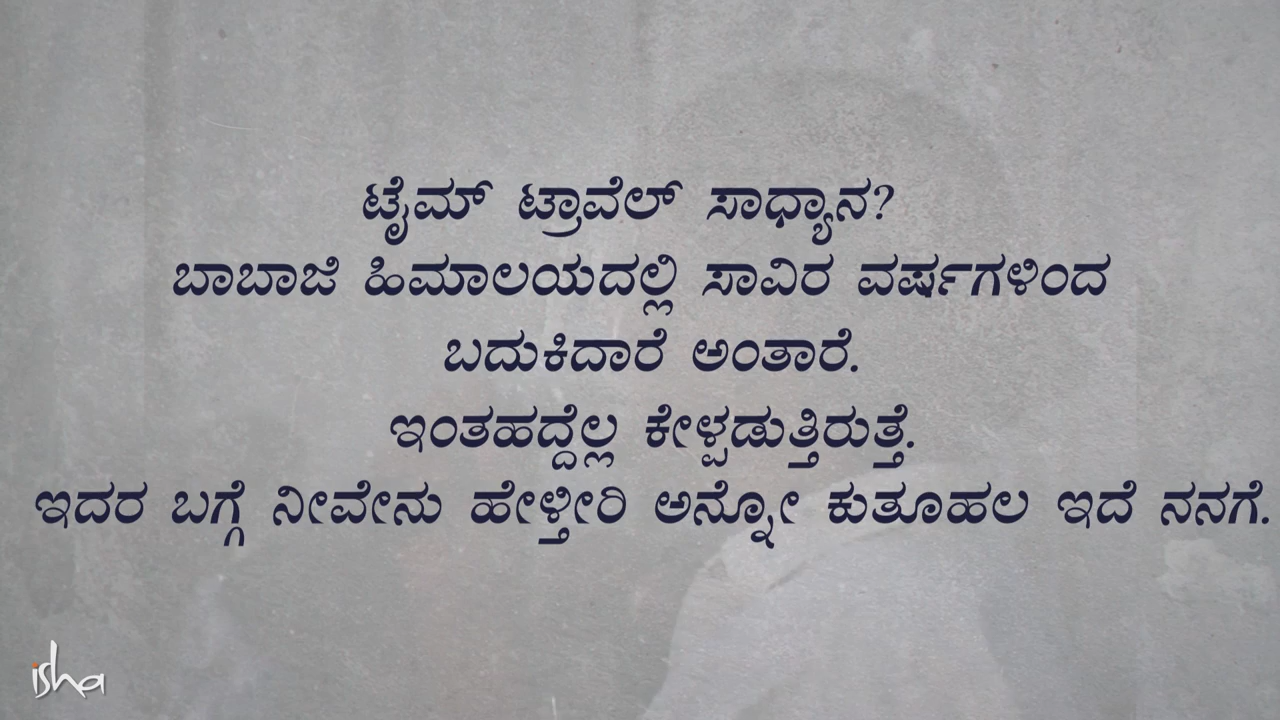 ಟೈಮ್ ಟ್ರಾವೆಲ್ ಸಾಧ್ಯಾನ?
ಬಾಬಾಜಿ ಹಿಮಾಲಯದಲ್ಲಿ ಸಾವಿರ ವರ್ಷಗಳಿಂದ
ಬದುಕಿದಾರೆ ಅಂತಾರೆ.
ಇಂತಹದ್ದೆಲ್ಲ ಕೇಳ್ಪಡುತ್ತಿರುತ್ತೆ.
ಇದರ ಬಗ್ಗೆ ನೀವೇನು ಹೇಳ್ತೀರಿ ಅನ್ನೋ ಕುತೂಹಲ ಇದೆ ನನಗೆ.
isha